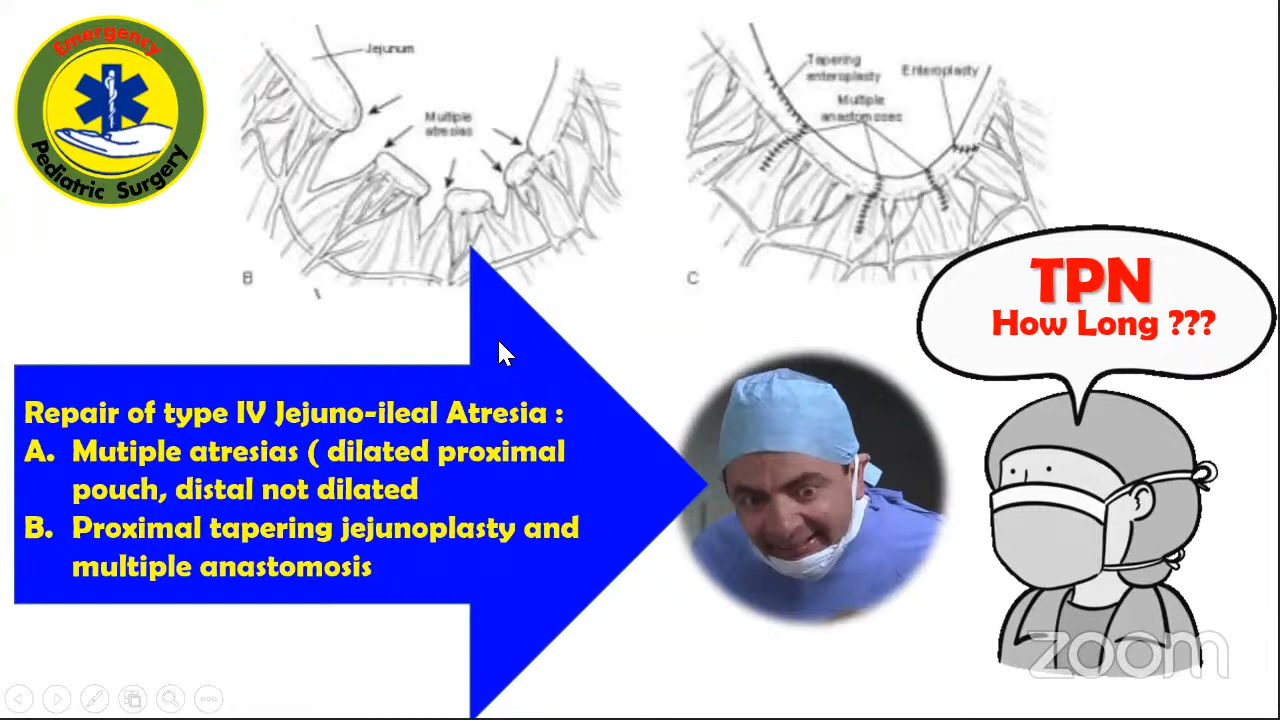 Emergency
Pediatric Surgery
Jejunum
Multiple
atresias
B
Tapering
enteroplasty
Enteroplasty
Multiple
anastomoses
C
TPN
How Long ???
Repair of type IV Jejuno-ileal Atresia :
A. Mutiple atresias ( dilated proximal
pouch, distal not dilated
B. Proximal tapering jejunoplasty and
multiple anastomosis
zoom